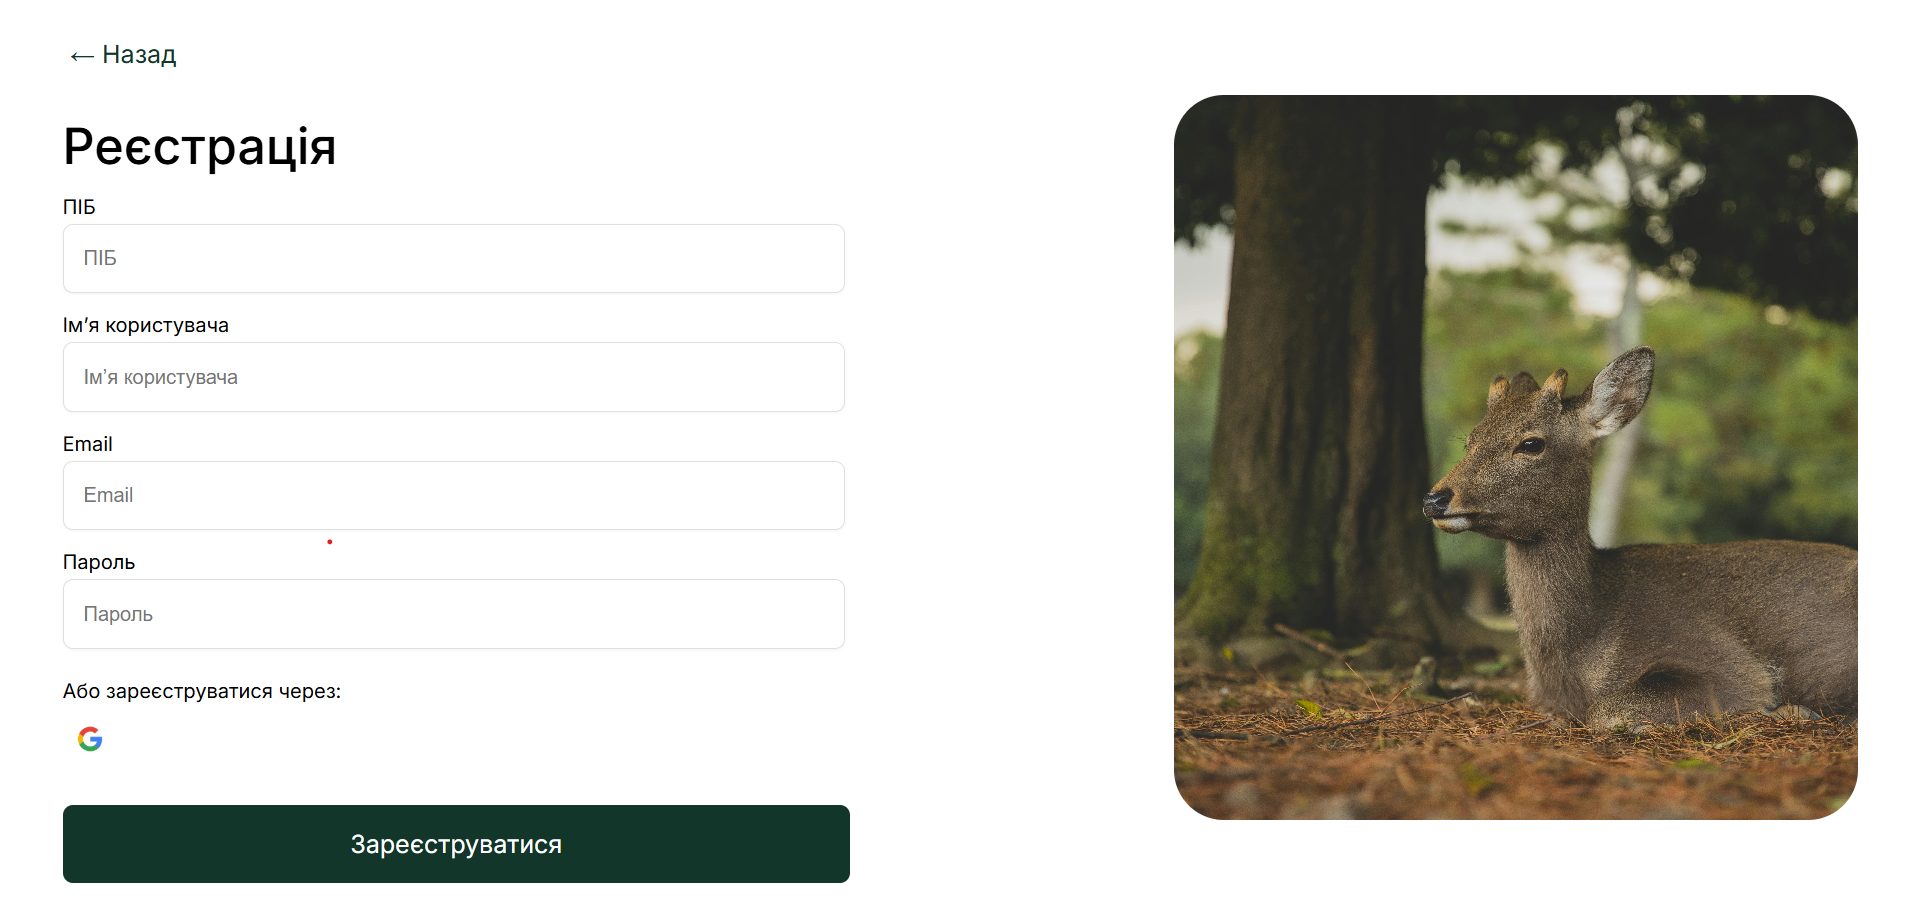 ← Назад
Реєстрація
ПІБ
ПІБ
Ім’я користувача
Ім’я користувача
Email
Email
Пароль
Пароль
Або зареєструватися через:
Зареєструватися